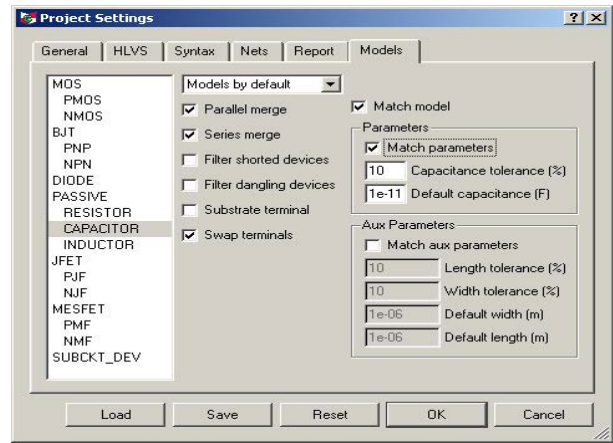 Project Settings
? x
General HLVS Syntax Nets Report Models
MOS
PMOS
NMOS
BJT
PNP
NPN
DIODE
PASSIVE
RESISTOR
CAPACITOR
INDUCTOR
JFET
PJF
NJF
MESFET
PMF
NMF
SUBCKT_DEV
Models by default
Parallel merge
Series merge
Filter shorted devices
Filter dangling devices
Substrate terminal
Swap terminals
Match model
Parameters
Match parameters
10 Capacitance tolerance (%)
1e-11 Default capacitance (F)
Aux Parameters
Match aux parameters
10 Length tolerance (%)
10 Width tolerance (%)
1e-06 Default width (m)
1e-06 Default length (m)
Load Save Reset OK Cancel